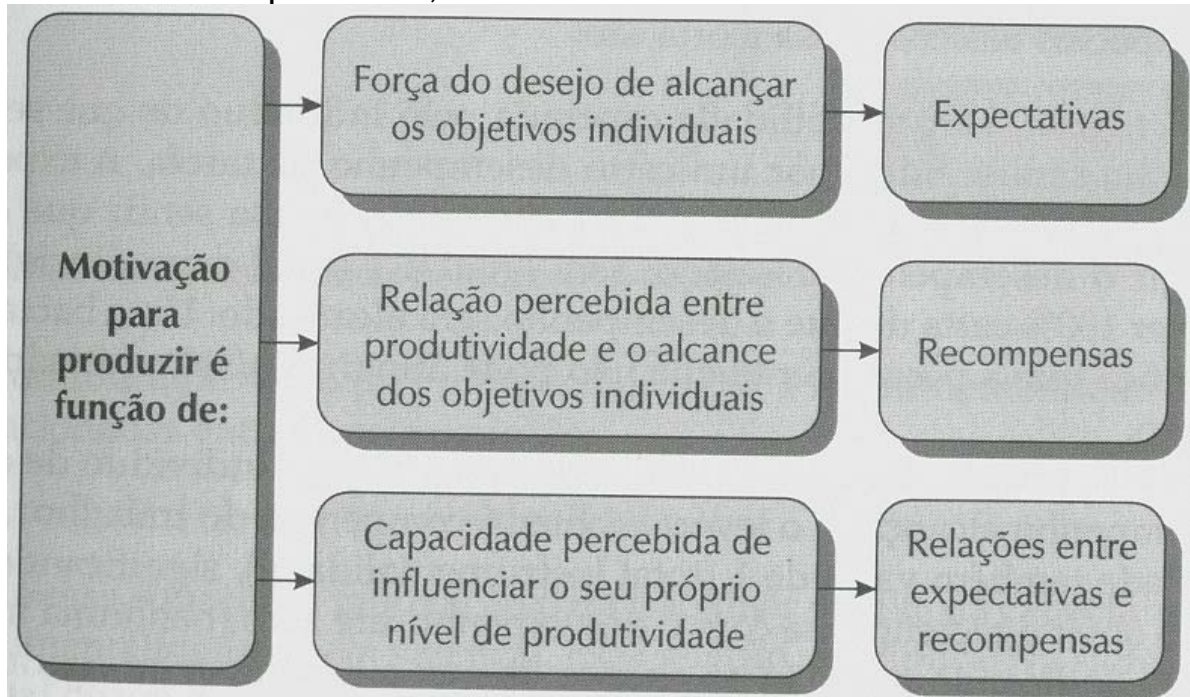 Força do desejo de alcançar
os objetivos individuais
Expectativas
Motivação
para
produzir é
função de:
Relação percebida entre
produtividade e o alcance
dos objetivos individuais
Recompensas
Capacidade percebida de
influenciar o seu próprio
nível de produtividade
Relações entre
expectativas e
recompensas